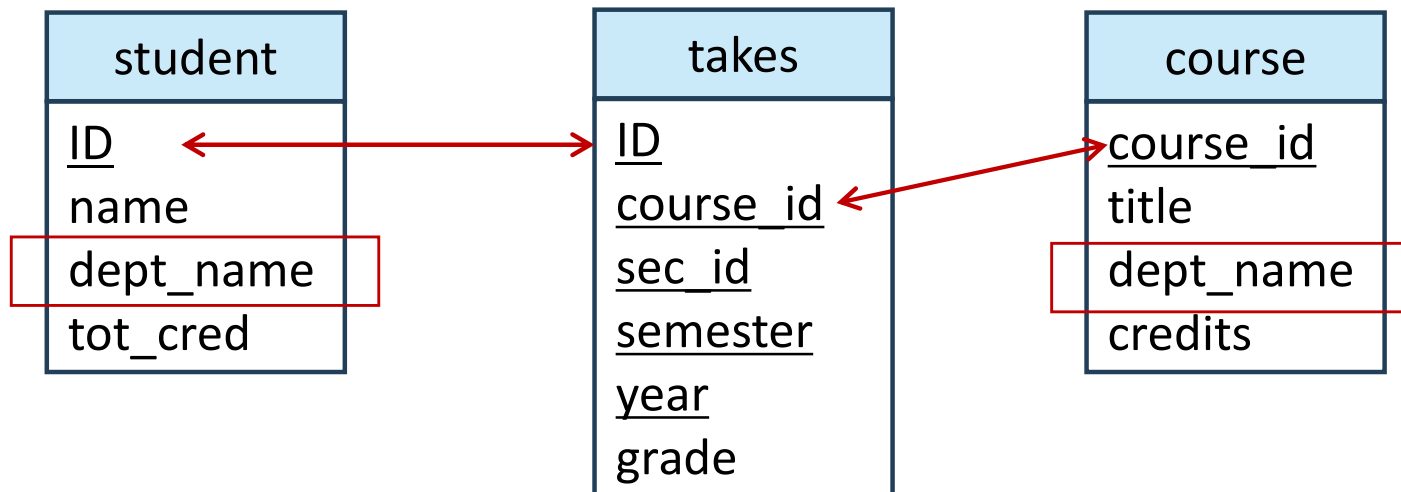 student
ID
name
dept_name
tot_cred
takes
ID
course_id
sec_id
semester
year
grade
course
course_id
title
dept_name
credits